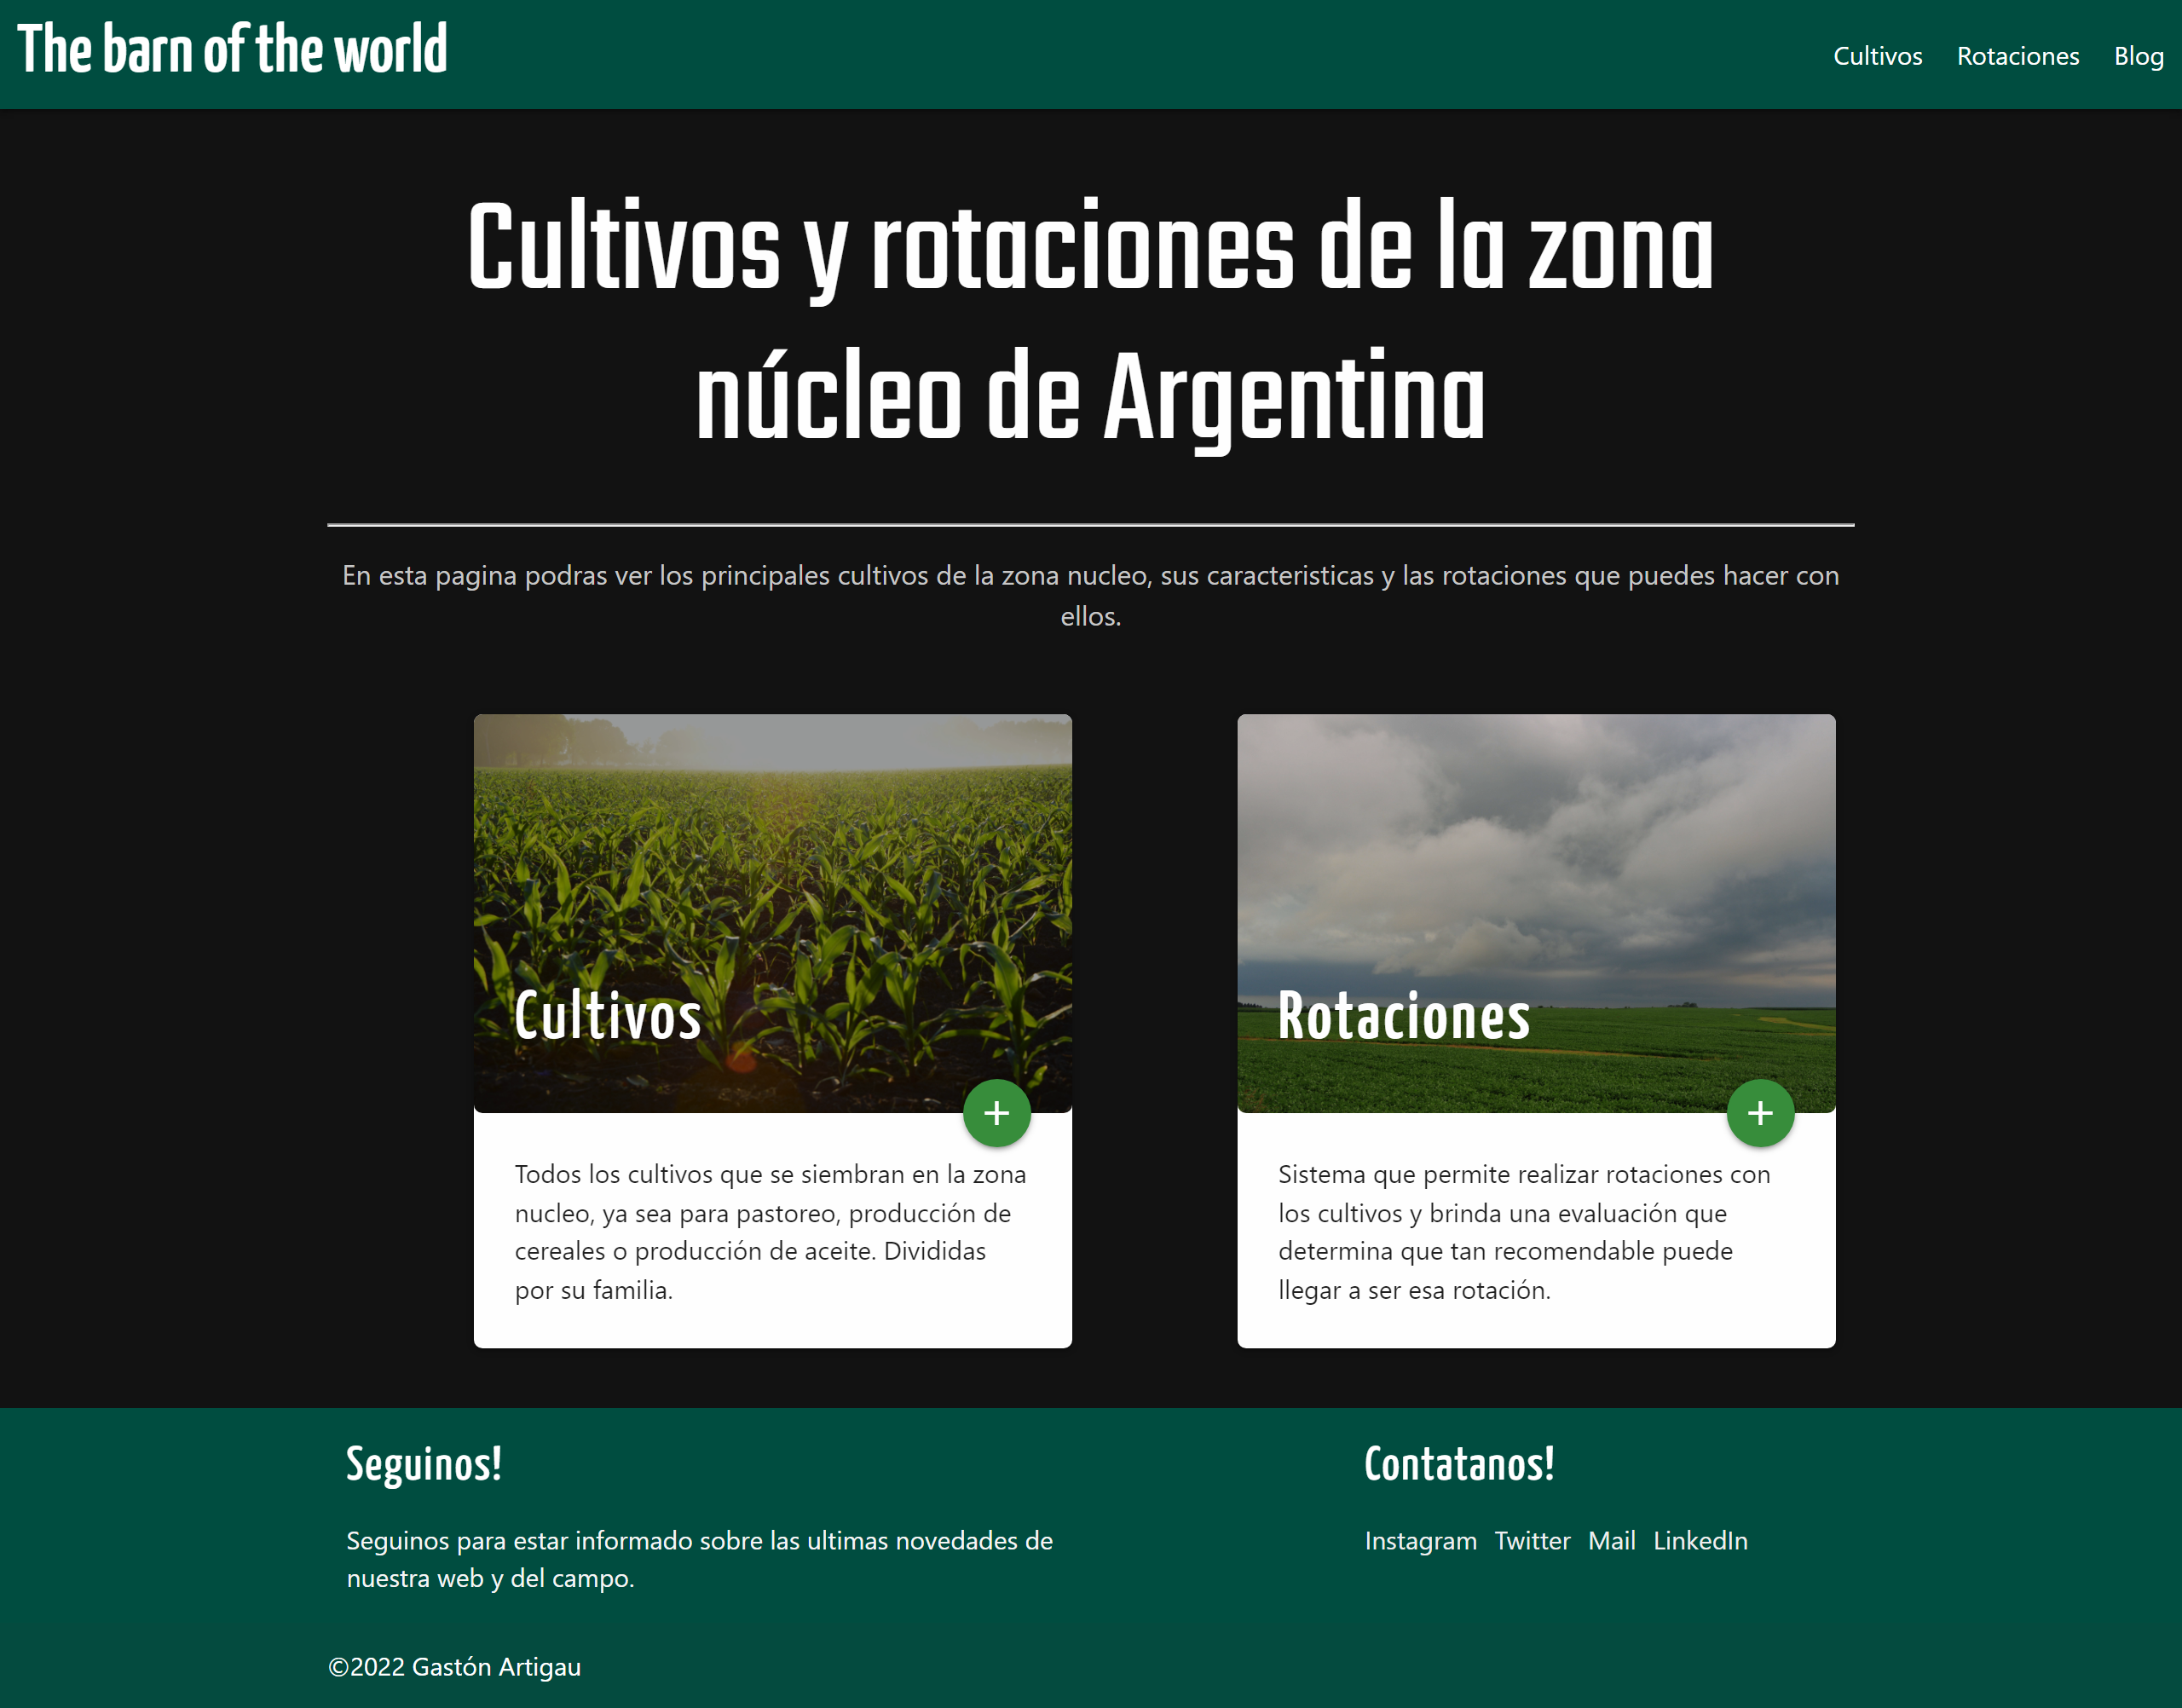 The barn of the world
Cultivos Rotaciones Blog
Cultivos y rotaciones de la zona
núcleo de Argentina
En esta pagina podras ver los principales cultivos de la zona nucleo, sus caracteristicas y las rotaciones que puedes hacer con
ellos.
Cultivos
+
Todos los cultivos que se siembran en la zona
nucleo, ya sea para pastoreo, producción de
cereales o producción de aceite. Divididas
por su familia.
Rotaciones
+
Sistema que permite realizar rotaciones con
los cultivos y brinda una evaluación que
determina que tan recomendable puede
llegar a ser esa rotación.
Seguinos!
Seguinos para estar informado sobre las ultimas novedades de
nuestra web y del campo.
Contatanos!
Instagram Twitter Mail LinkedIn
©2022 Gastón Artigau